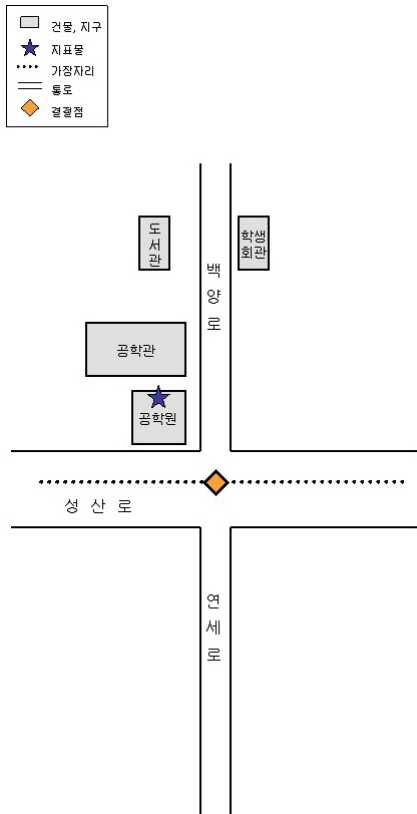 건물, 지구
지표물
가장자리
통로
결절점
도서관
학생
회관
백양로
공학관
공학원
성 산 로
연세로